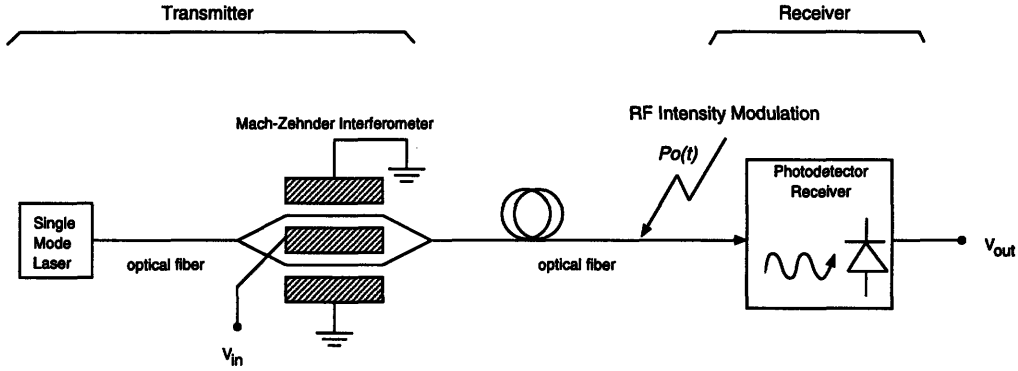 Transmitter
Receiver
RF Intensity Modulation
Mach-Zehnder Interferometer
Po(t)
Photodetector
Receiver
Single
Mode
Laser
optical fiber
optical fiber
Vout
Vin